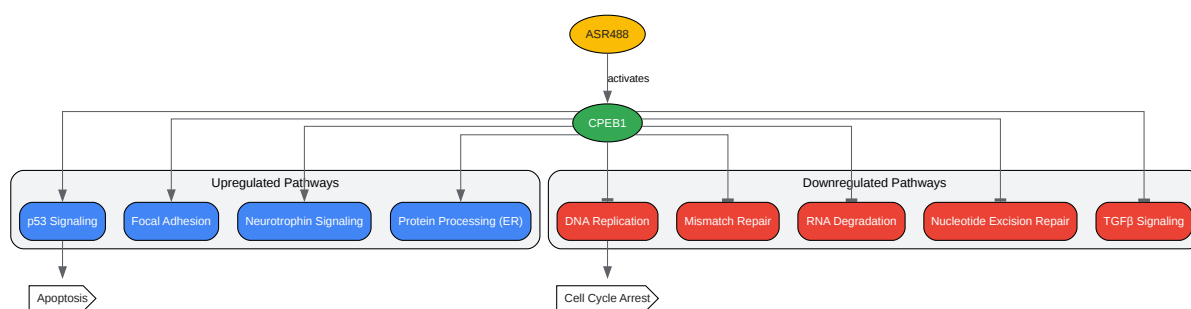 ASR488
activates
CPEB1
Upregulated Pathways
Downregulated Pathways
p53 Signaling
Focal Adhesion
Neurotrophin Signaling
Protein Processing (ER)
DNA Replication
Mismatch Repair
RNA Degradation
Nucleotide Excision Repair
TGFβ Signaling
Apoptosis
Cell Cycle Arrest